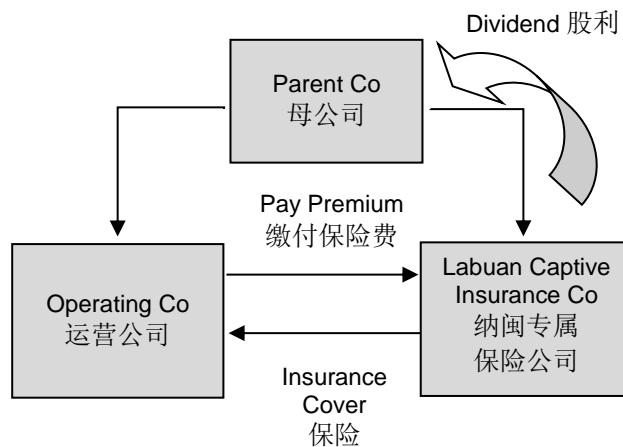 Dividend 股利
Parent Co
母公司
Pay Premium
缴付保险费
Operating Co
运营公司
Labuan Captive
Insurance Co
纳闽专属
保险公司
Insurance
Cover
保险